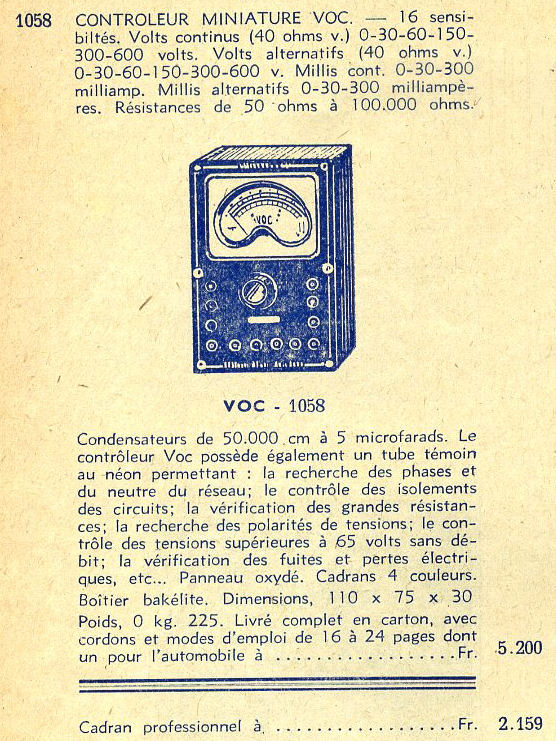 1058 CONTROLEUR MINIATURE VOC. — 16 sensi-
biltés. Volts continus (40 ohms v.) 0-30-60-150-
300-600 volts. Volts alternatifs (40 ohms v.)
0-30-60-150-300-600 v. Millis cont. 0-30-300
milliamp. Millis alternatifs 0-30-300 milliampè-
res. Résistances de 50 ohms à 100.000 ohms.
VOC
VOC - 1058
Condensateurs de 50.000 cm à 5 microfarads. Le
contrôleur Voc possède également un tube témoin
au néon permettant : la recherche des phases et
du neutre du réseau; le contrôle des isolements
des circuits; la vérification des grandes résistan-
ces; la recherche des polarités de tensions; le con-
trôle des tensions supérieures à 65 volts sans dé-
bit; la vérification des fuites et pertes électri-
ques, etc... Panneau oxydé. Cadrans 4 couleurs.
Boîtier bakélite. Dimensions, 110 x 75 x 30
Poids, 0 kg. 225. Livré complet en carton, avec
cordons et modes d'emploi de 16 à 24 pages dont
un pour l'automobile à ..................Fr. 5.200
Cadran professionnel à ..................Fr. 2.159